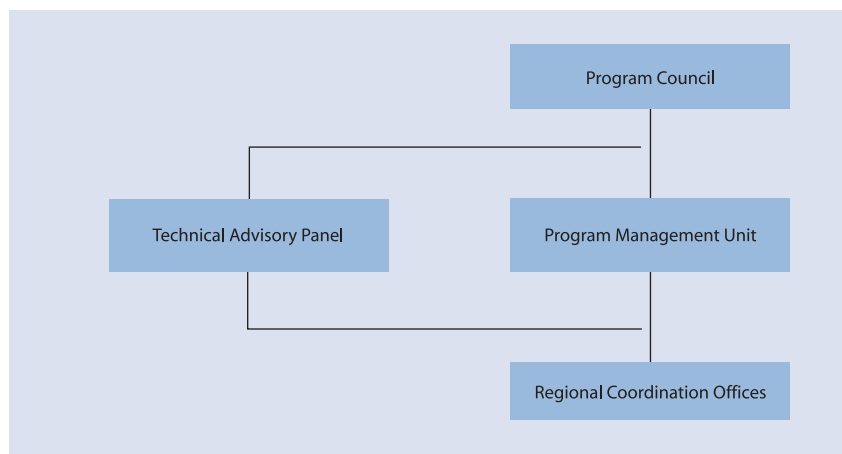 Program Council
Technical Advisory Panel
Program Management Unit
Regional Coordination Offices